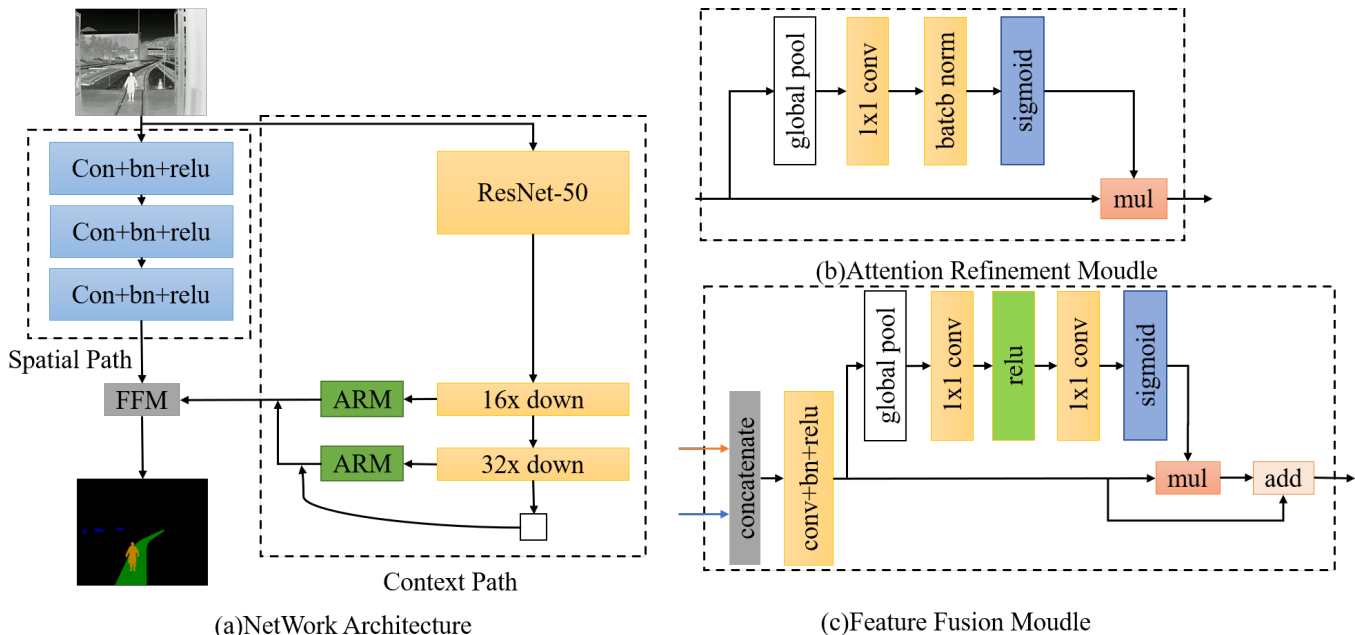 Con+bn+relu
Con+bn+relu
Con+bn+relu
Spatial Path
FFM
ResNet-50
ARM
16x down
ARM
32x down
Context Path
(a)NetWork Architecture
global pool
1x1 conv
batcb norm
sigmoid
mul
(b)Attention Refinement Moudle
concatenate
conv+bn+relu
global pool
1x1 conv
relu
1x1 conv
sigmoid
mul
add
(c)Feature Fusion Moudle